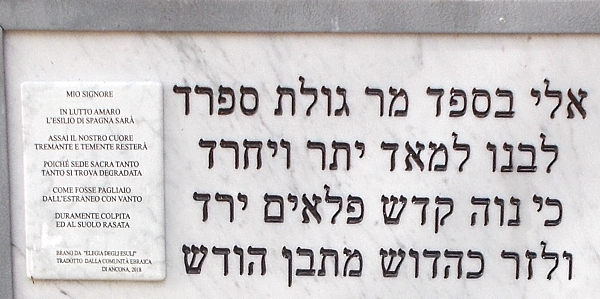 MIO SIGNORE
IN LUTTO AMARO
L'ESILIO DI SPAGNA SARÀ
ASSAI IL NOSTRO CUORE
TREMANTE E TEMENTE RESTERÀ
POICHÉ SEDE SACRA TANTO
TANTO SI TROVA DEGRADATA
COME FOSSE PAGLIAIO
DALL'ESTRANEO CON VANTO
DURAMENTE COLPITA
ED AL SUOLO RASATA
BRANO DA "ELEGIA DEGLI ESULI"
TRADOTTO DALLA COMUNITÀ EBRAICA
DI ANCONA, 2018
אלי בספד מר גולת ספרד
לבנו למאד יתר ויחרד
כי נוה קדש פלאים ירד
ולזר כהדוש מתבן הודש